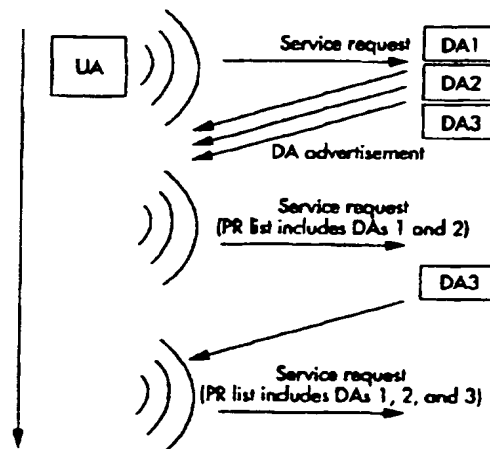 Service request
DA1
UA
DA2
DA3
DA advertisement
Service request
(PR list includes DAs 1 and 2)
DA3
Service request
(PR list includes DAs 1, 2, and 3)